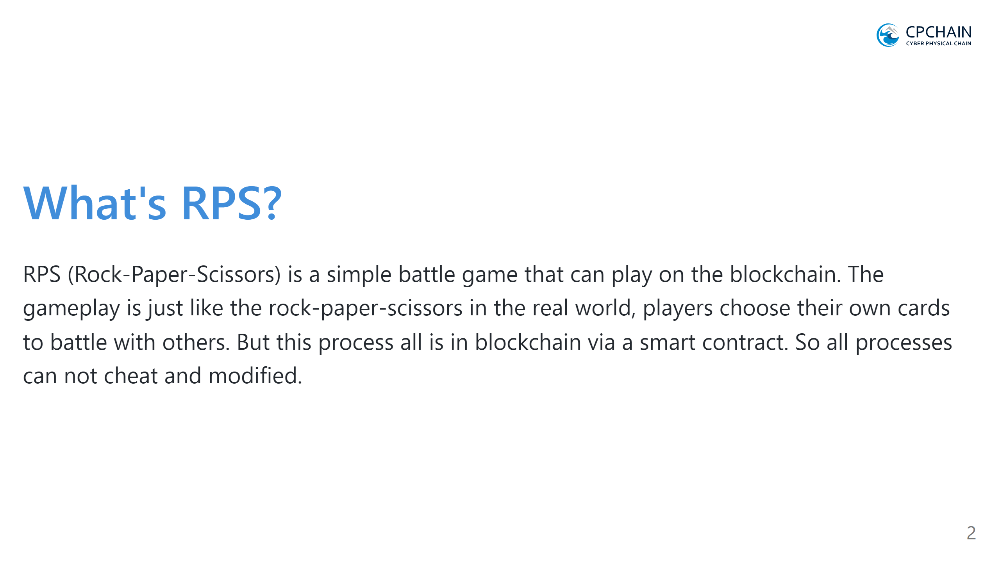 CPCHAIN
CYBER PHYSICAL CHAIN
What's RPS?
RPS (Rock-Paper-Scissors) is a simple battle game that can play on the blockchain. The
gameplay is just like the rock-paper-scissors in the real world, players choose their own cards
to battle with others. But this process all is in blockchain via a smart contract. So all processes
can not cheat and modified.
2